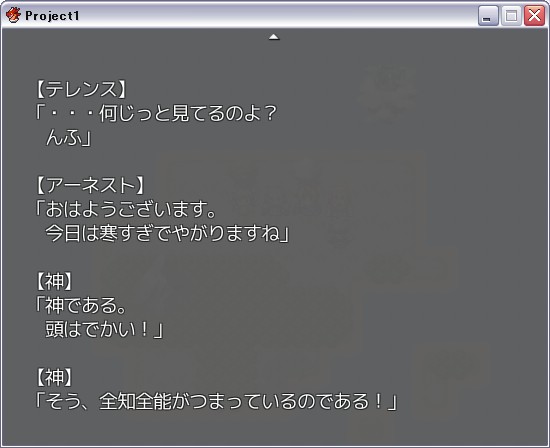 Project1
【テレンス】
「・・・何じっと見てるのよ?
んふ」
【アーネスト】
「おはようございます。
今日は寒すぎでやがりますね」
【神】
「神である。
頭はでかい!」
【神】
「そう、全知全能がつまっているのである!」